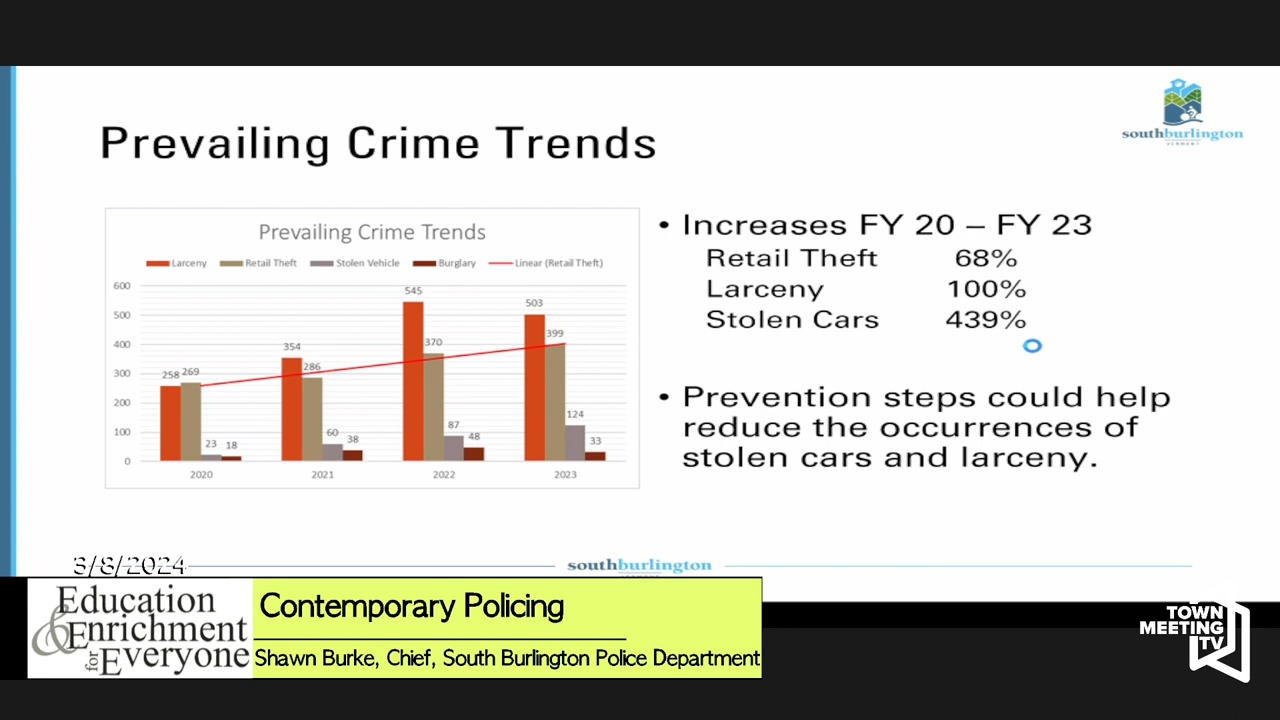 southburlington
VERMONT
Prevailing Crime Trends
Prevailing Crime Trends
Larceny Retail Theft Stolen Vehicle Burglary Linear (Retail Theft)
600
500
400
300
200
100
0
258 269 23 18
354 286 60 38
545 370 87 48
503 399 124 33
2020 2021 2022 2023
• Increases FY 20 – FY 23
Retail Theft 68%
Larceny 100%
Stolen Cars 439%
• Prevention steps could help
reduce the occurrences of
stolen cars and larceny.
southburlington
3/8/2024
Education
& Enrichment
for Everyone
Contemporary Policing
Shawn Burke, Chief, South Burlington Police Department
TOWN
MEETING
TV